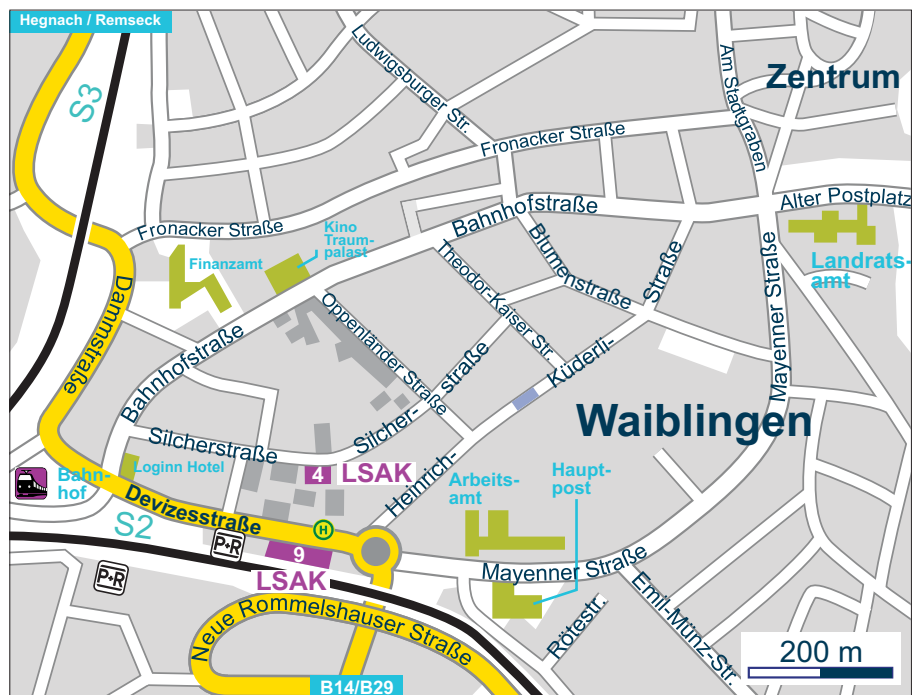 Hegnach / Remseck
S3
Ludwigsburger Str.
Am Stadtgraben
Zentrum
Fronacker Straße
Alter Postplatz
Bahnhofstraße
Fronacker Straße
Kino
Traum-
palast
Finanzamt
Landrats-
amt
Blumenstraße
Straße
Theodor-Kaiser Str.
Mayenner Straße
Dammstraße
Oppenländer Straße
Bahnhofstraße
straße
Küderli-
Silcher-
Waiblingen
Silcherstraße
Heinrich-
Loginn Hotel
4
LSAK
Bahn-
hof
Arbeits-
amt
Haupt-
post
Devizesstraße
S2
H
P+R
9
LSAK
P+R
Mayenner Straße
Neue Rommelshauser Straße
Rötestr.
Emil-Münz-Str.
200 m
B14/B29